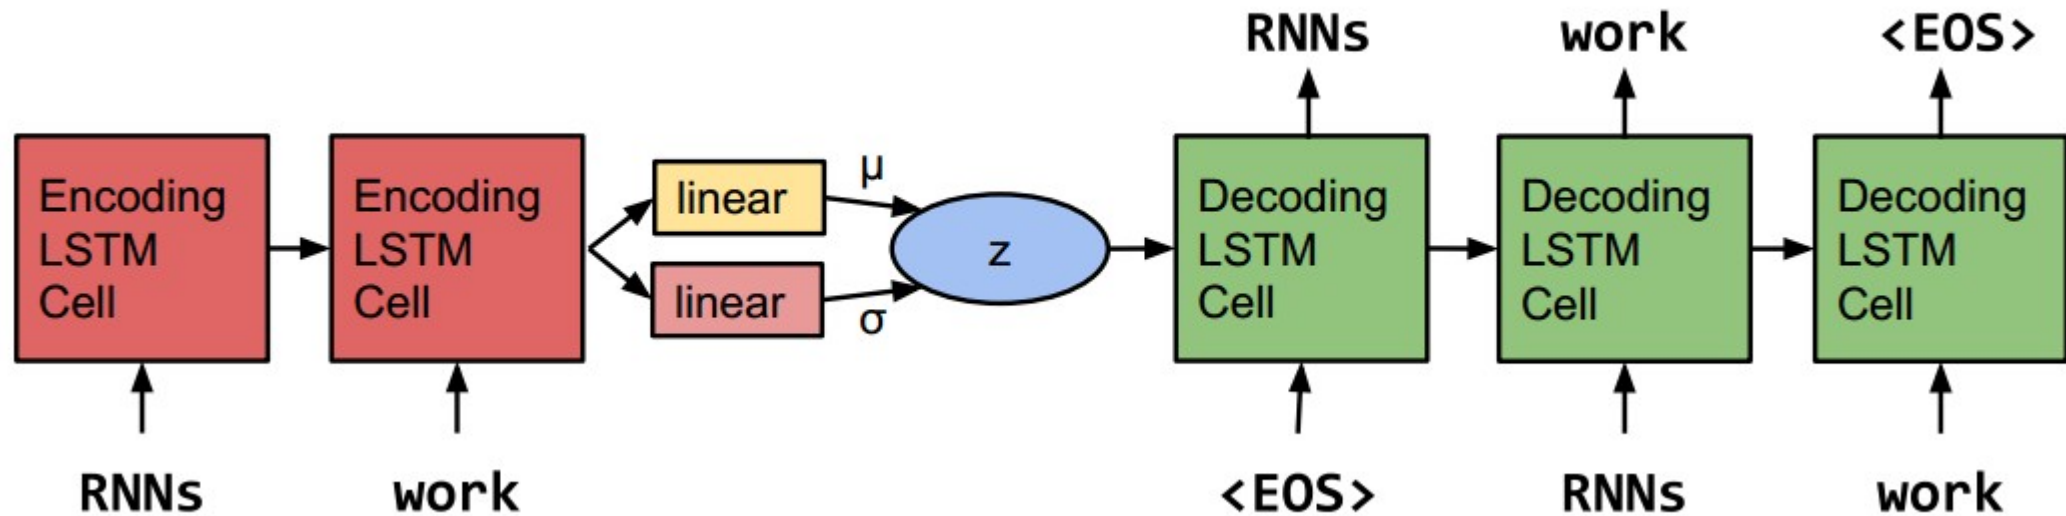 RNNs work <EOS>
Encoding LSTM Cell
Encoding LSTM Cell
linear
μ
linear
σ
z
Decoding LSTM Cell
Decoding LSTM Cell
Decoding LSTM Cell
RNNs work <EOS> RNNs work